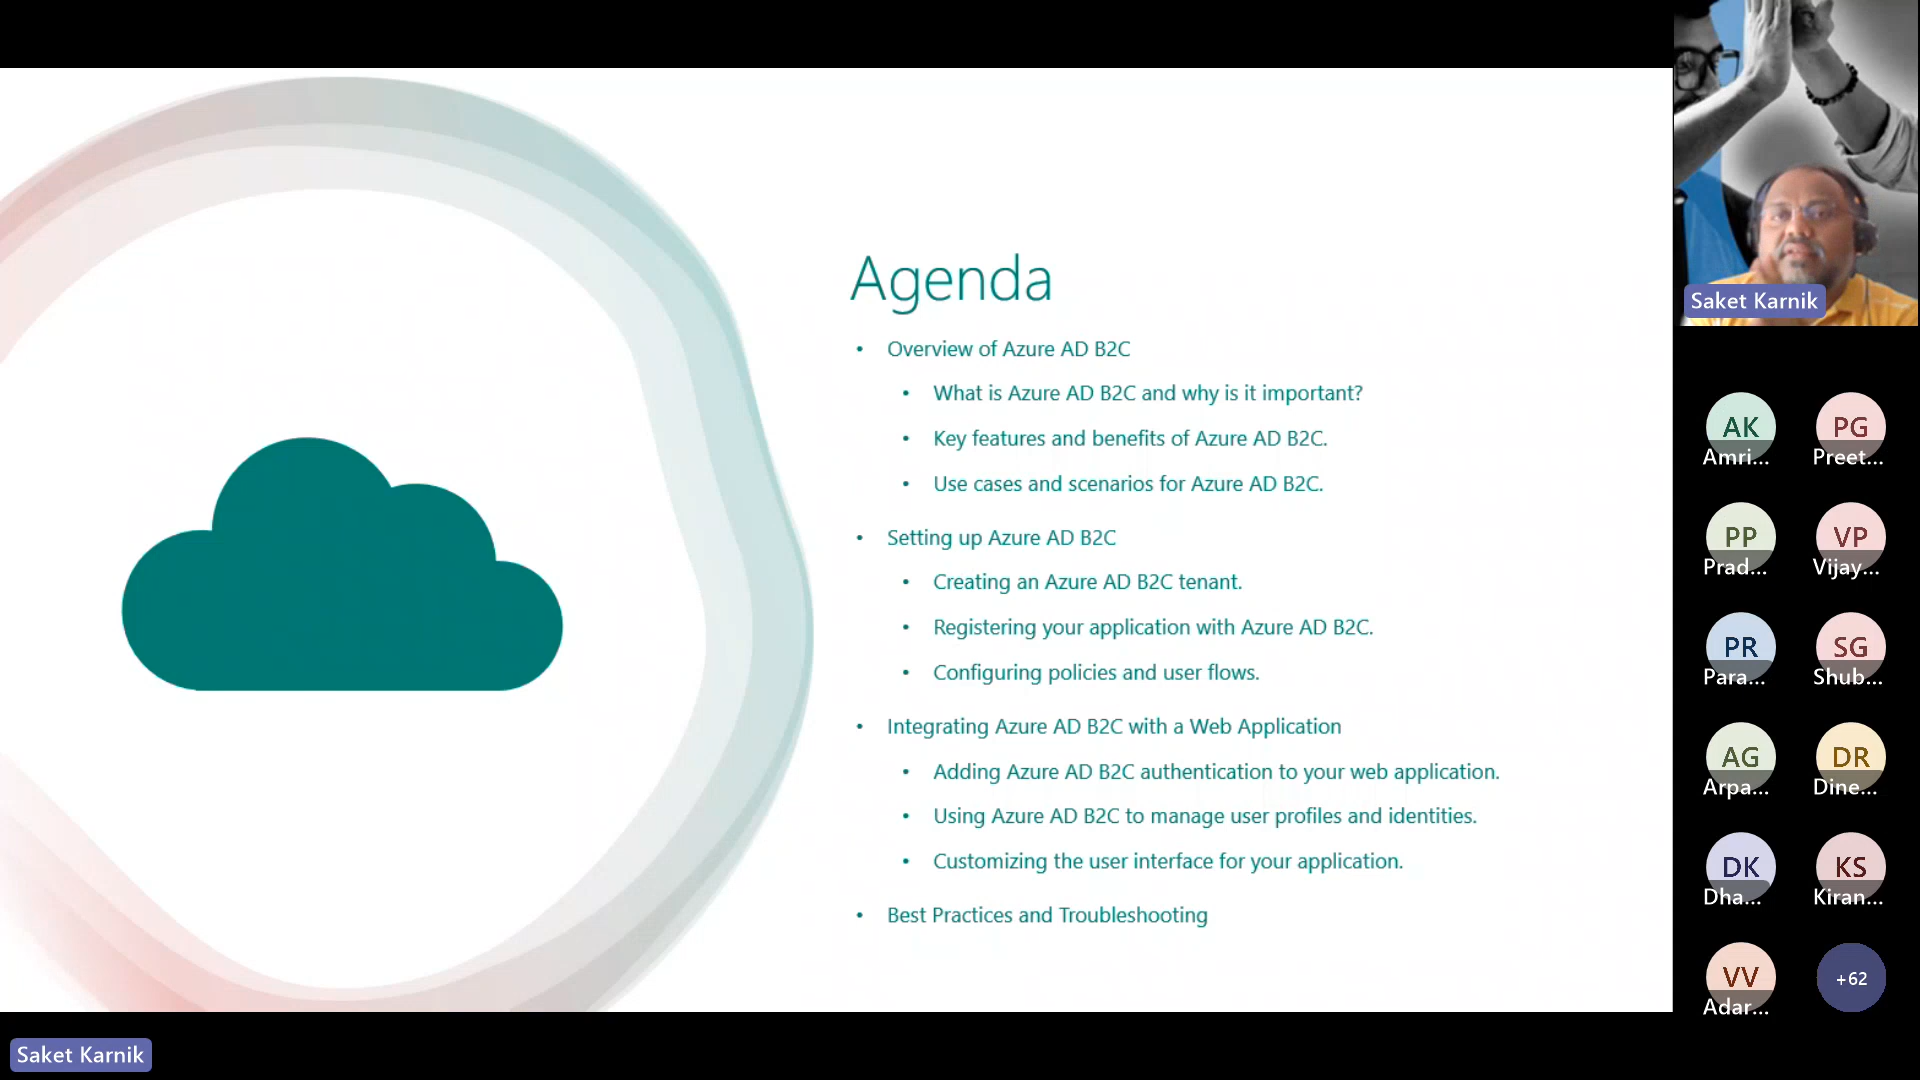 Agenda
• Overview of Azure AD B2C
• What is Azure AD B2C and why is it important?
• Key features and benefits of Azure AD B2C.
• Use cases and scenarios for Azure AD B2C.
• Setting up Azure AD B2C
• Creating an Azure AD B2C tenant.
• Registering your application with Azure AD B2C.
• Configuring policies and user flows.
• Integrating Azure AD B2C with a Web Application
• Adding Azure AD B2C authentication to your web application.
• Using Azure AD B2C to manage user profiles and identities.
• Customizing the user interface for your application.
• Best Practices and Troubleshooting
Saket Karnik
AK PG
Amri... Preet...
PP VP
Prad... Vijay...
PR SG
Para... Shub...
AG DR
Arpa... Dine...
DK KS
Dha... Kiran...
VV +62
Adar...
Saket Karnik